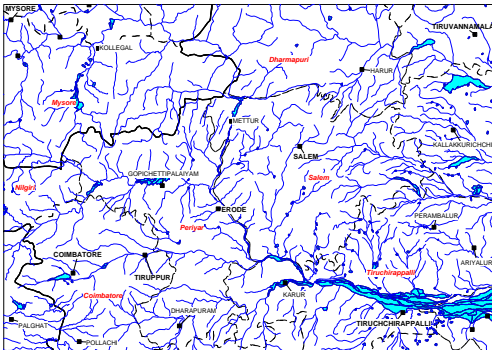 MYSORE
TIRUVANNAMALA
KOLLEGAL
Dharmapuri
HARUR
Mysore
METTUR
KALLAKKURICHCHI
SALEM
GOPICHETTIPALAIYAM
Salem
Nilgiri
ERODE
PERAMBALUR
Periyar
ARIYALUR
COIMBATORE
TIRUPPUR
Tiruchirappalli
Coimbatore
KARUR
DHARAPURAM
PALGHAT
TIRUCHCHIRAPPALLI
POLLACHI